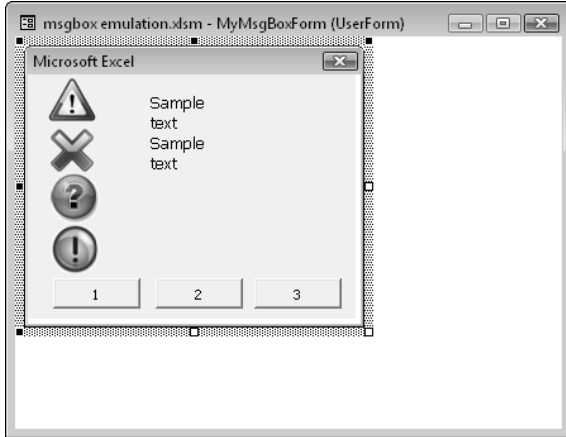 msgbox emulation.xlsm - MyMsgBoxForm (UserForm)
Microsoft Excel
Sample
text
Sample
text
1 2 3